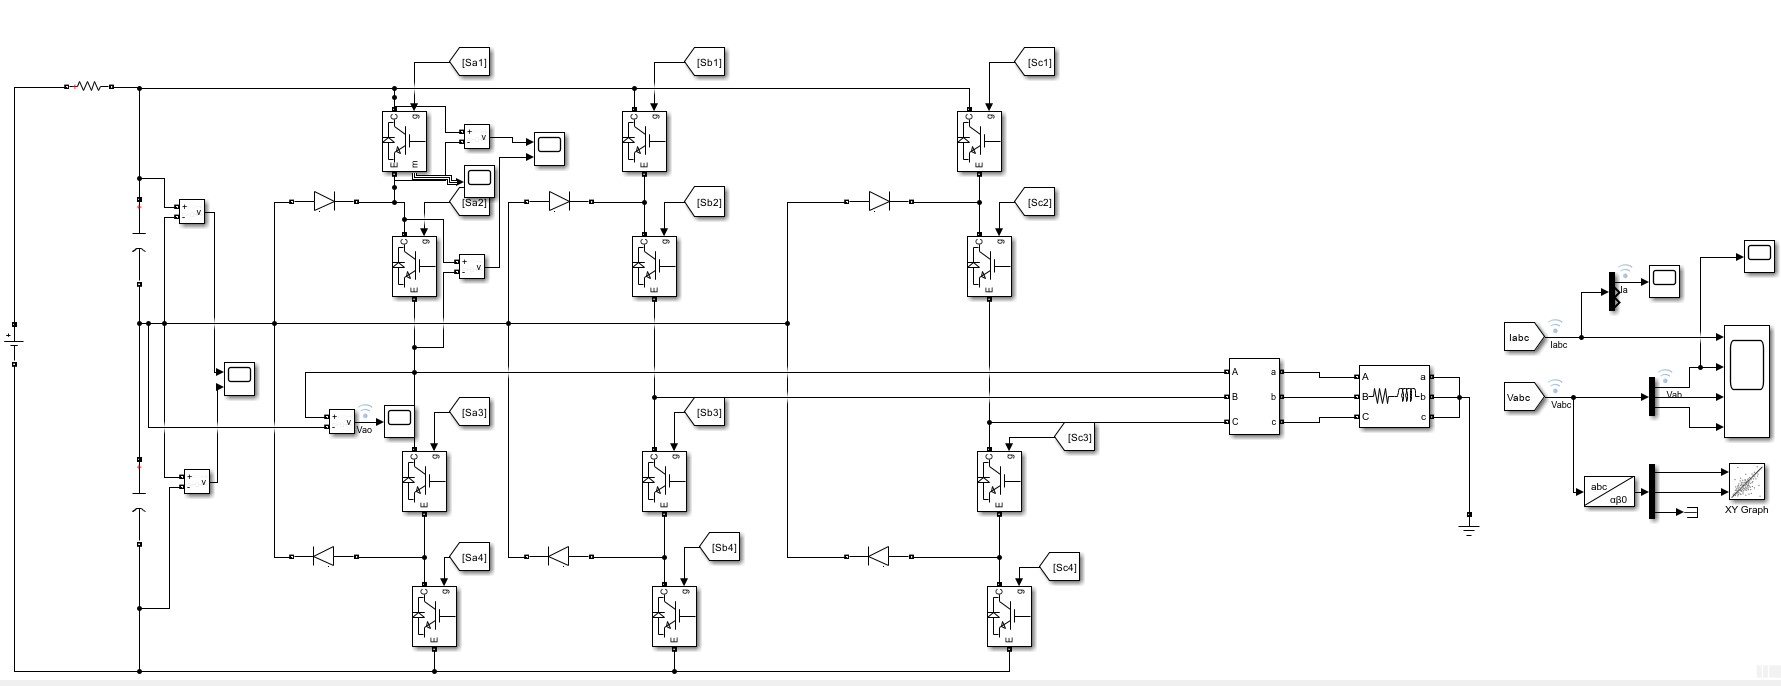 [Sa1]
[Sb1]
[Sc1]
C
g
C
g
C
g
+
-
v
E
m
E
E
[Sa2]
[Sb2]
[Sc2]
+
-
v
C
g
C
g
C
g
+
-
v
E
E
E
+
Ia
Iabc
Iabc
A
B
C
a
b
c
A
B
C
a
b
c
Vabc
Vabc
Vab
[Sa3]
[Sb3]
[Sc3]
+
-
v
Vao
C
g
C
g
C
g
E
E
E
+
-
v
abc
αβ0
XY Graph
[Sa4]
[Sb4]
[Sc4]
C
g
C
g
C
g
E
E
E